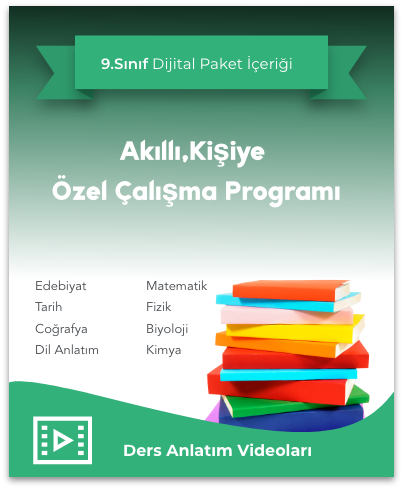 9.Sınıf Dijital Paket İçeriği
Akıllı,Kişiye
Özel Çalışma Programı
Edebiyat
Tarih
Coğrafya
Dil Anlatım
Matematik
Fizik
Biyoloji
Kimya
Ders Anlatım Videoları